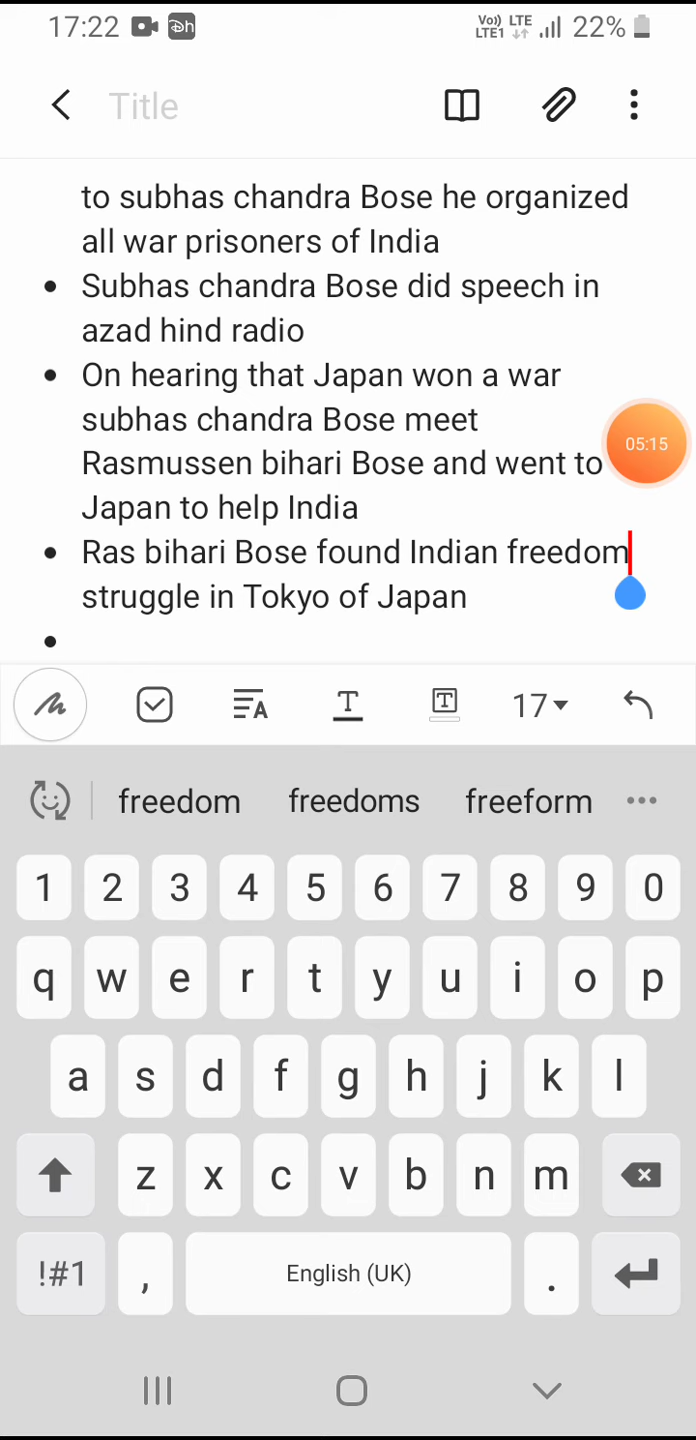 17:22
Vo)) LTE
LTE1
22%
Title
to subhas chandra Bose he organized
all war prisoners of India
• Subhas chandra Bose did speech in
azad hind radio
• On hearing that Japan won a war
subhas chandra Bose meet
Rasmussen bihari Bose and went to
Japan to help India
05:15
• Ras bihari Bose found Indian freedom
struggle in Tokyo of Japan
•
17
freedom freedoms freeform
1 2 3 4 5 6 7 8 9 0
q w e r t y u i o p
a s d f g h j k l
z x c v b n m
!#1 , English (UK) .